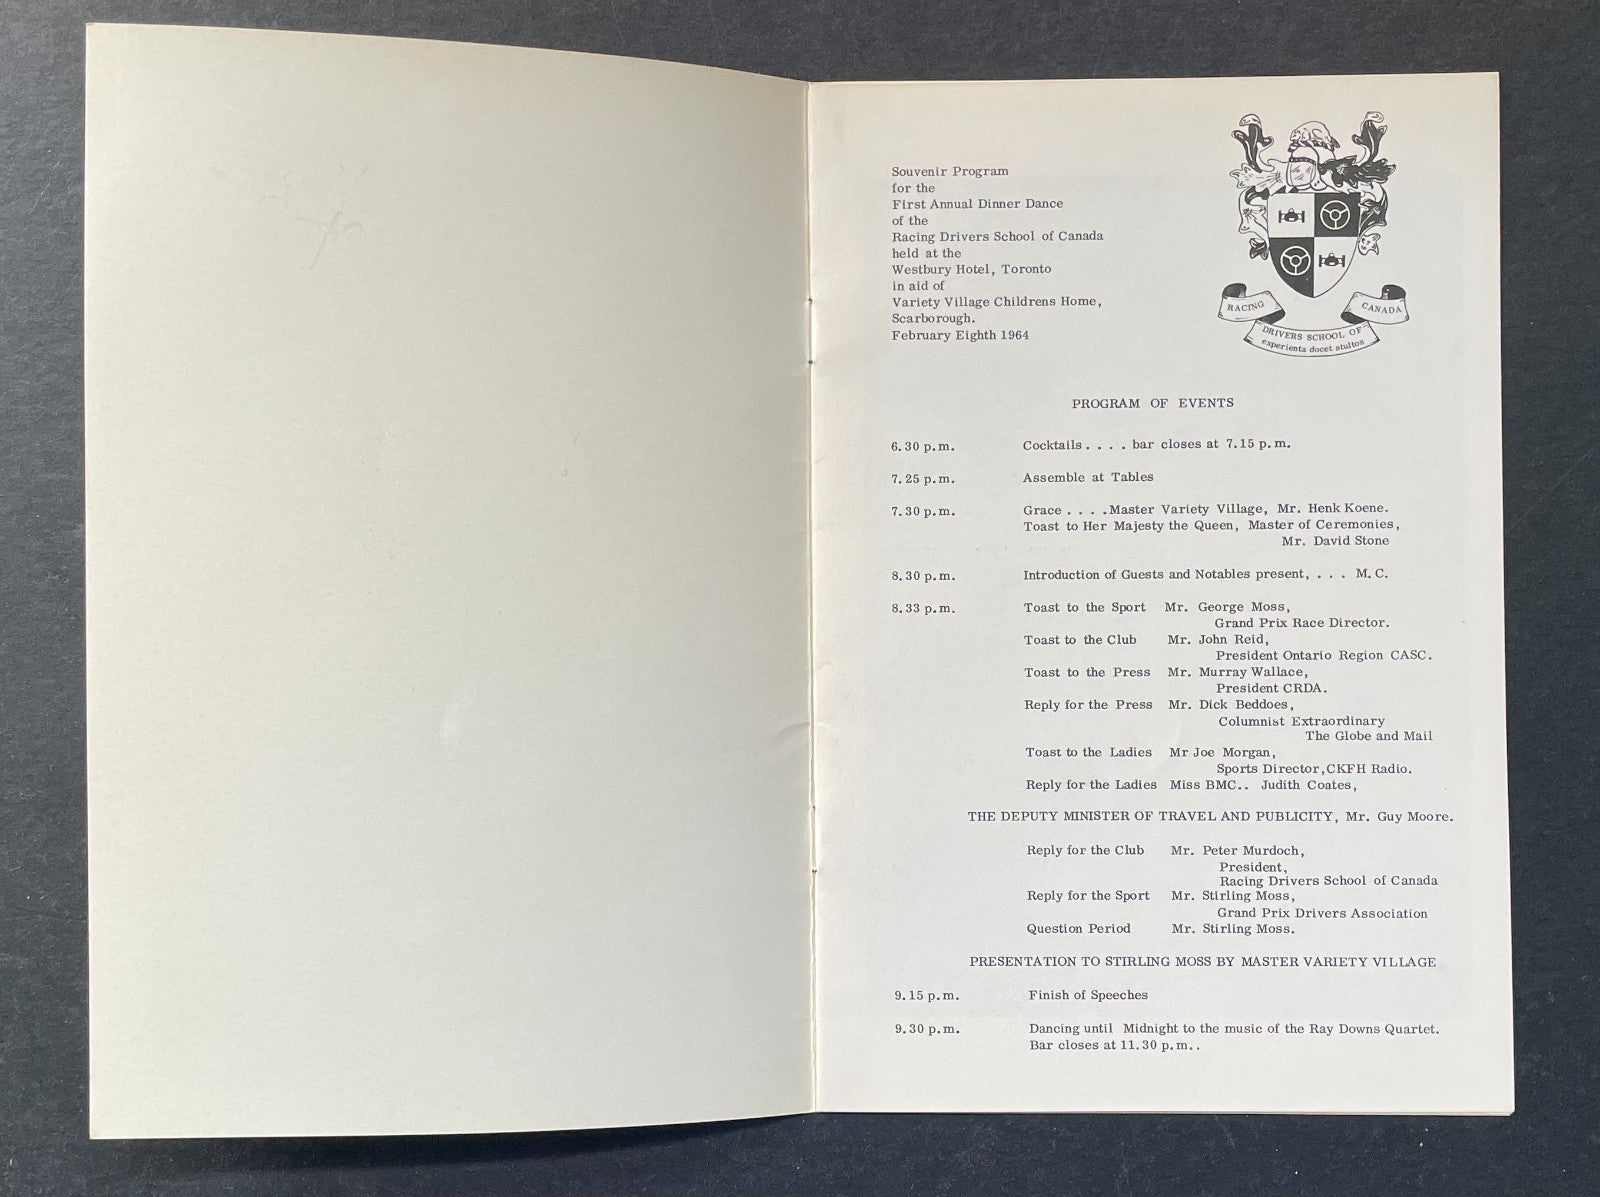 Souvenir Program
for the
First Annual Dinner Dance
of the
Racing Drivers School of Canada
held at the
Westbury Hotel, Toronto
in aid of
Variety Village Childrens Home,
Scarborough.
February Eighth 1964
RACING
CANADA
DRIVERS SCHOOL OF
experienta docet stultos
PROGRAM OF EVENTS
6.30 p.m. Cocktails . . . . bar closes at 7.15 p.m.
7.25 p.m. Assemble at Tables
7.30 p.m. Grace . . . .Master Variety Village, Mr. Henk Koene.
Toast to Her Majesty the Queen, Master of Ceremonies,
Mr. David Stone
8.30 p.m. Introduction of Guests and Notables present, . . . M.C.
8.33 p.m. Toast to the Sport Mr. George Moss,
Grand Prix Race Director.
Toast to the Club Mr. John Reid,
President Ontario Region CASC.
Toast to the Press Mr. Murray Wallace,
President CRDA.
Reply for the Press Mr. Dick Beddoes,
Columnist Extraordinary
The Globe and Mail
Toast to the Ladies Mr Joe Morgan,
Sports Director,CKFH Radio.
Reply for the Ladies Miss BMC.. Judith Coates,
THE DEPUTY MINISTER OF TRAVEL AND PUBLICITY, Mr. Guy Moore.
Reply for the Club Mr. Peter Murdoch,
President,
Racing Drivers School of Canada
Reply for the Sport Mr. Stirling Moss,
Grand Prix Drivers Association
Question Period Mr. Stirling Moss.
PRESENTATION TO STIRLING MOSS BY MASTER VARIETY VILLAGE
9.15 p.m. Finish of Speeches
9.30 p.m. Dancing until Midnight to the music of the Ray Downs Quartet.
Bar closes at 11.30 p.m..